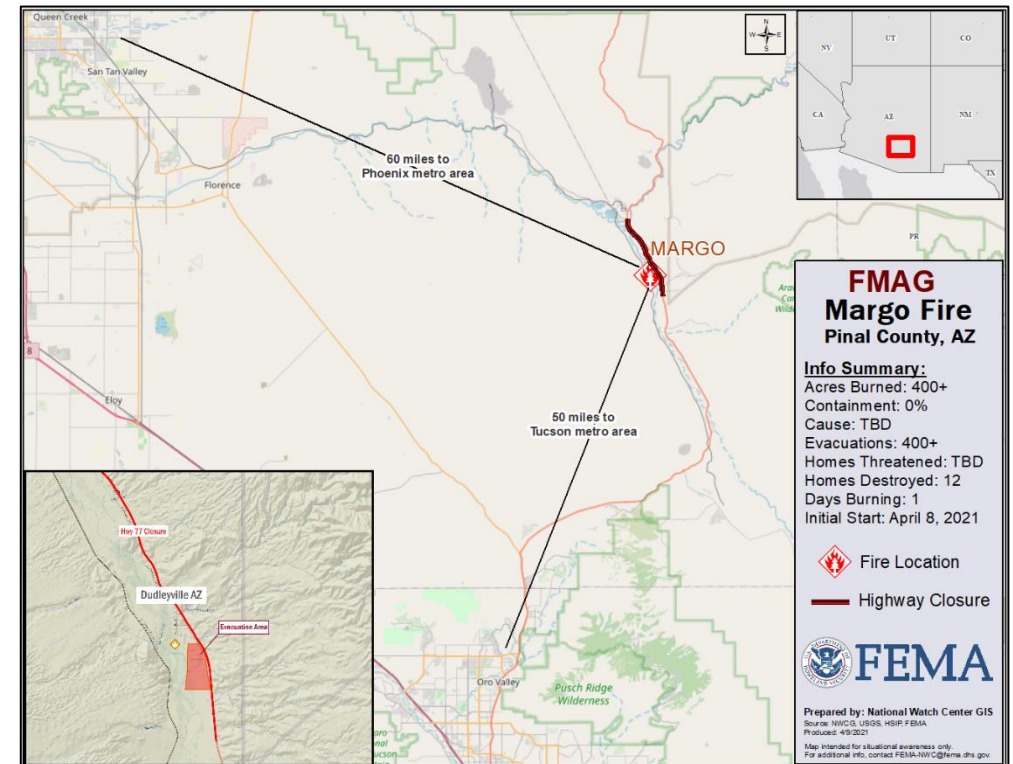 Queen Creek
San Tan Valley
Florence
60 miles to
Phoenix metro area
MARGO
8
Eloy
50 miles to
Tucson metro area
Oro Valley
Pusch Ridge
Wilderness
N
W
E
S
NV
UT
CO
CA
AZ
NM
TX
PR
Hwy 77 Closure
Dudleyville AZ
Evacuation Area
FMAG
Margo Fire
Pinal County, AZ
Info Summary:
Acres Burned: 400+
Containment: 0%
Cause: TBD
Evacuations: 400+
Homes Threatened: TBD
Homes Destroyed: 12
Days Burning: 1
Initial Start: April 8, 2021
Fire Location
Highway Closure
FEMA
Prepared by: National Watch Center GIS
Source: NWCG, USGS, HSIP, FEMA
Produced: 4/9/2021
Map intended for situational awareness only.
For additional info, contact FEMA-NWC@fema.dhs.gov.